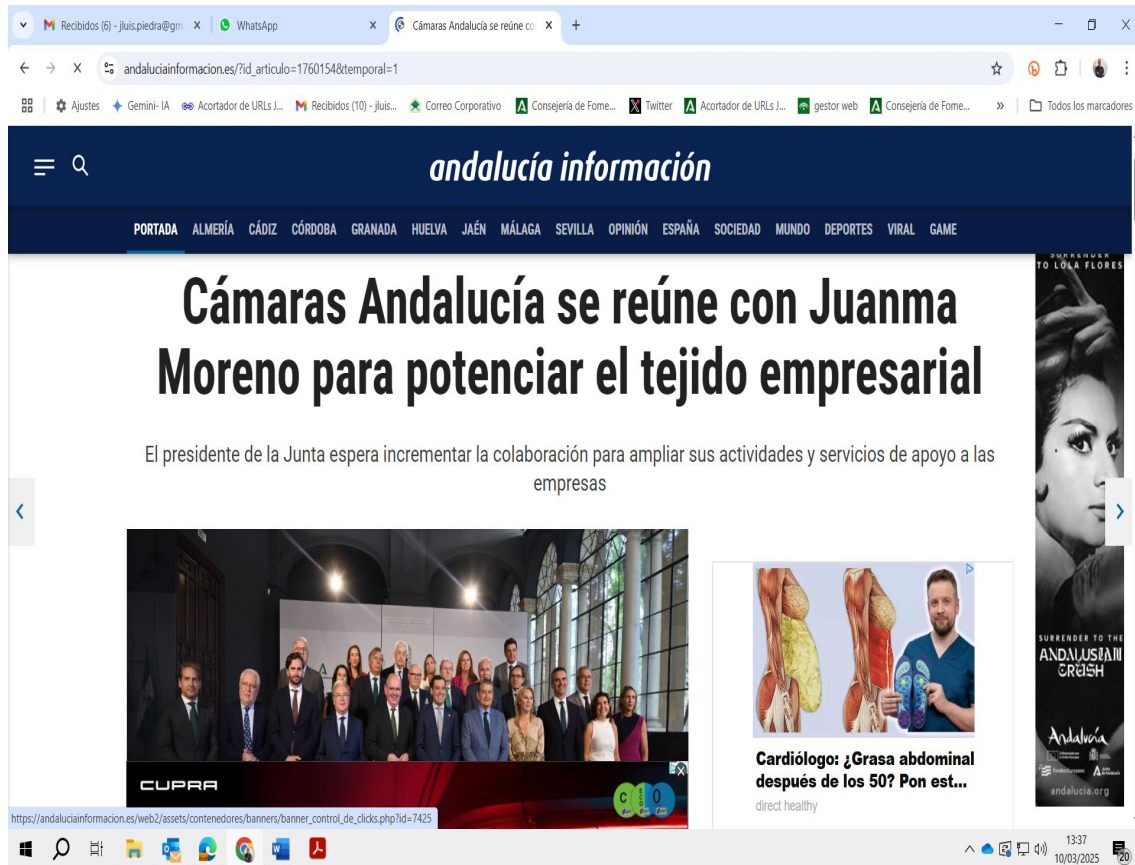 Recibidos (6) - jluis.piedra@gm
WhatsApp
Cámaras Andalucía se reúne co
andaluciainformacion.es/?id_articulo=1760154&temporal=1
Ajustes
Gemini- IA
Acortador de URLs J...
Recibidos (10) - jluis...
Correo Corporativo
Consejería de Fome...
Twitter
Acortador de URLs J...
gestor web
Consejería de Fome...
»
Todos los marcadores
andalucía información
PORTADA ALMERÍA CÁDIZ CÓRDOBA GRANADA HUELVA JAÉN MÁLAGA SEVILLA OPINIÓN ESPAÑA SOCIEDAD MUNDO DEPORTES VIRAL GAME
Cámaras Andalucía se reúne con Juanma
Moreno para potenciar el tejido empresarial
El presidente de la Junta espera incrementar la colaboración para ampliar sus actividades y servicios de apoyo a las
empresas
SURRENDER
TO LOLA FLORES
SURRENDER TO THE
ANDALUSIAN
CRUSH
Andalucía
andalucia.org
Cardiólogo: ¿Grasa abdominal
después de los 50? Pon est...
direct healthy
CUPRA
https://andaluciainformacion.es/web2/assets/contenedores/banners/banner_control_de_clicks.php?id=7425
13:37
10/03/2025
20